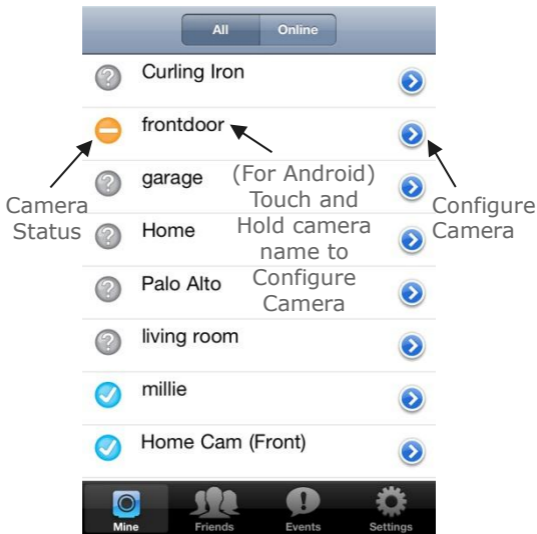 All
Online
Curling Iron
frontdoor
garage
Home
Palo Alto
living room
millie
Home Cam (Front)
Camera
Status
(For Android)
Touch and
Hold camera
name to
Configure
Camera
Configure
Camera
Mine
Friends
Events
Settings